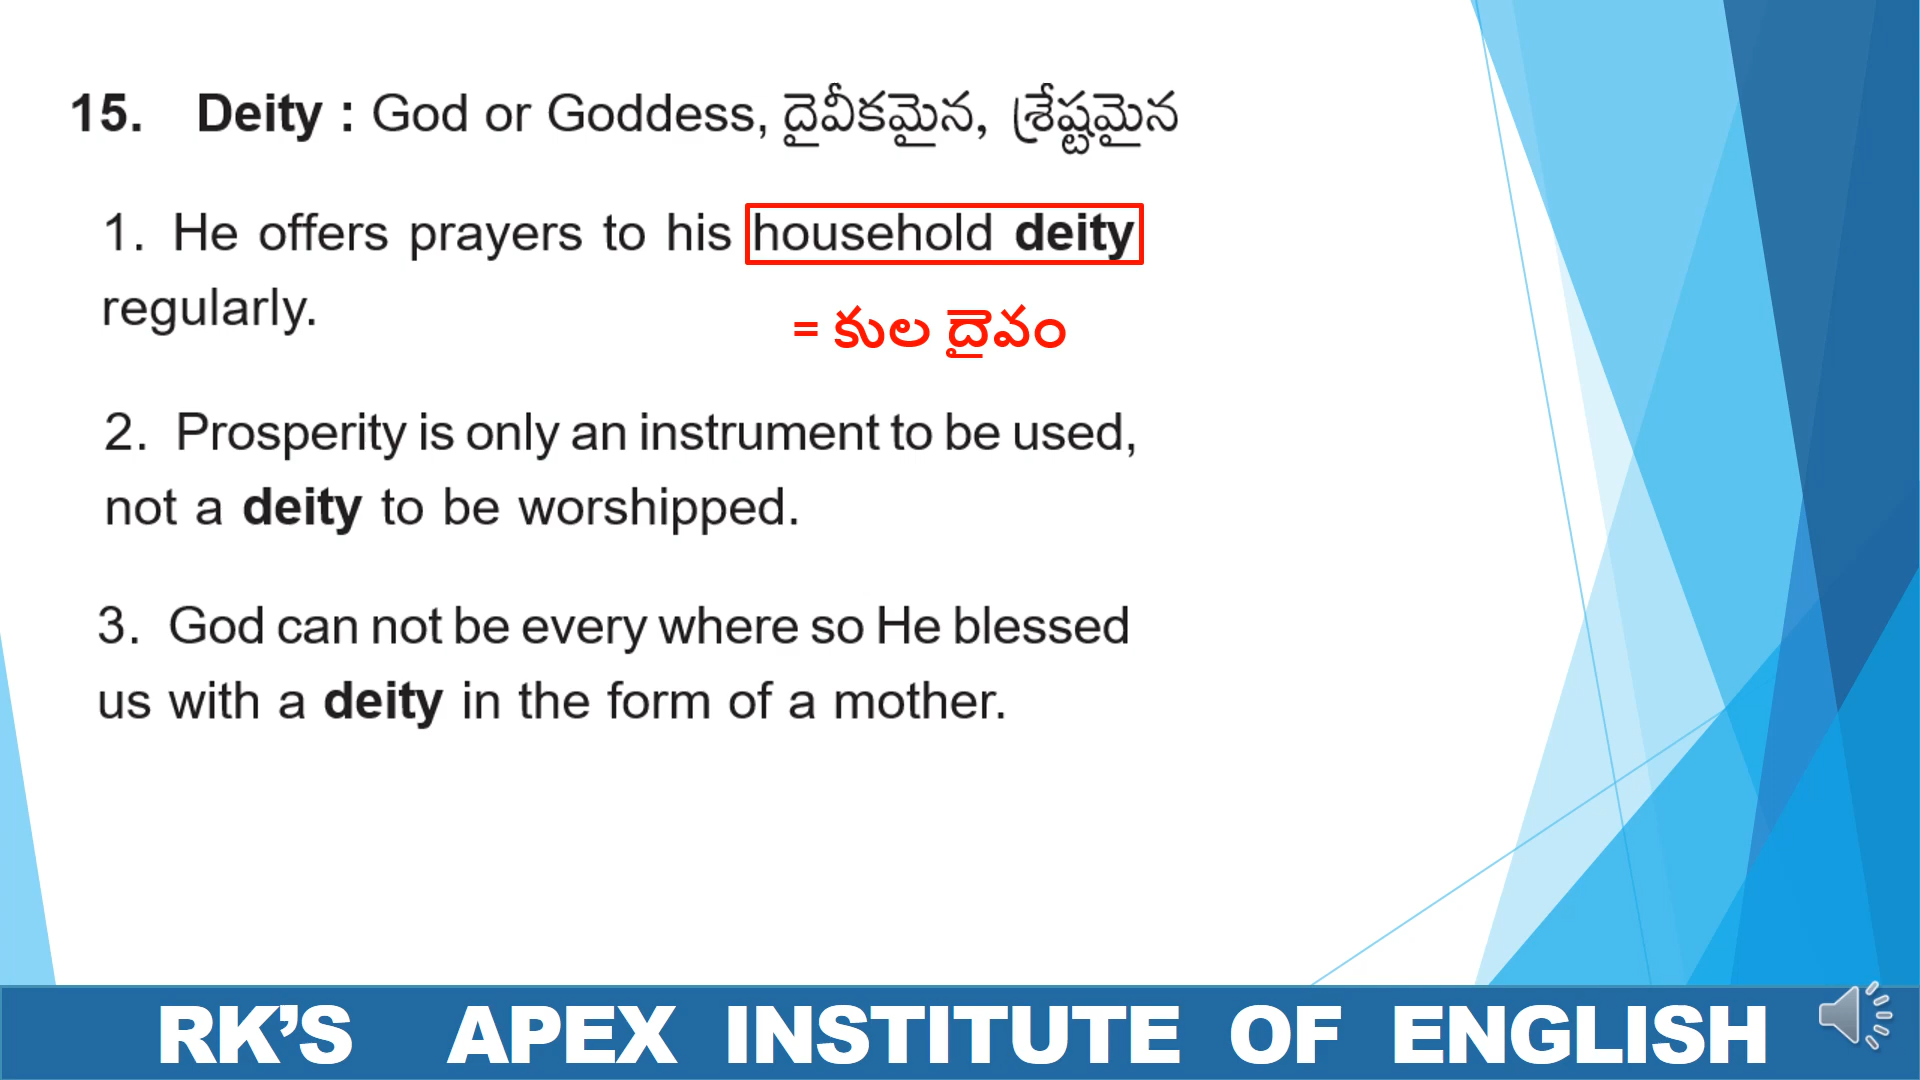 15. Deity : God or Goddess, దైవీకమైన, శ్రేష్టమైన
1. He offers prayers to his household deity
regularly.
= కుల దైవం
2. Prosperity is only an instrument to be used,
not a deity to be worshipped.
3. God can not be every where so He blessed
us with a deity in the form of a mother.
RK’S APEX INSTITUTE OF ENGLISH